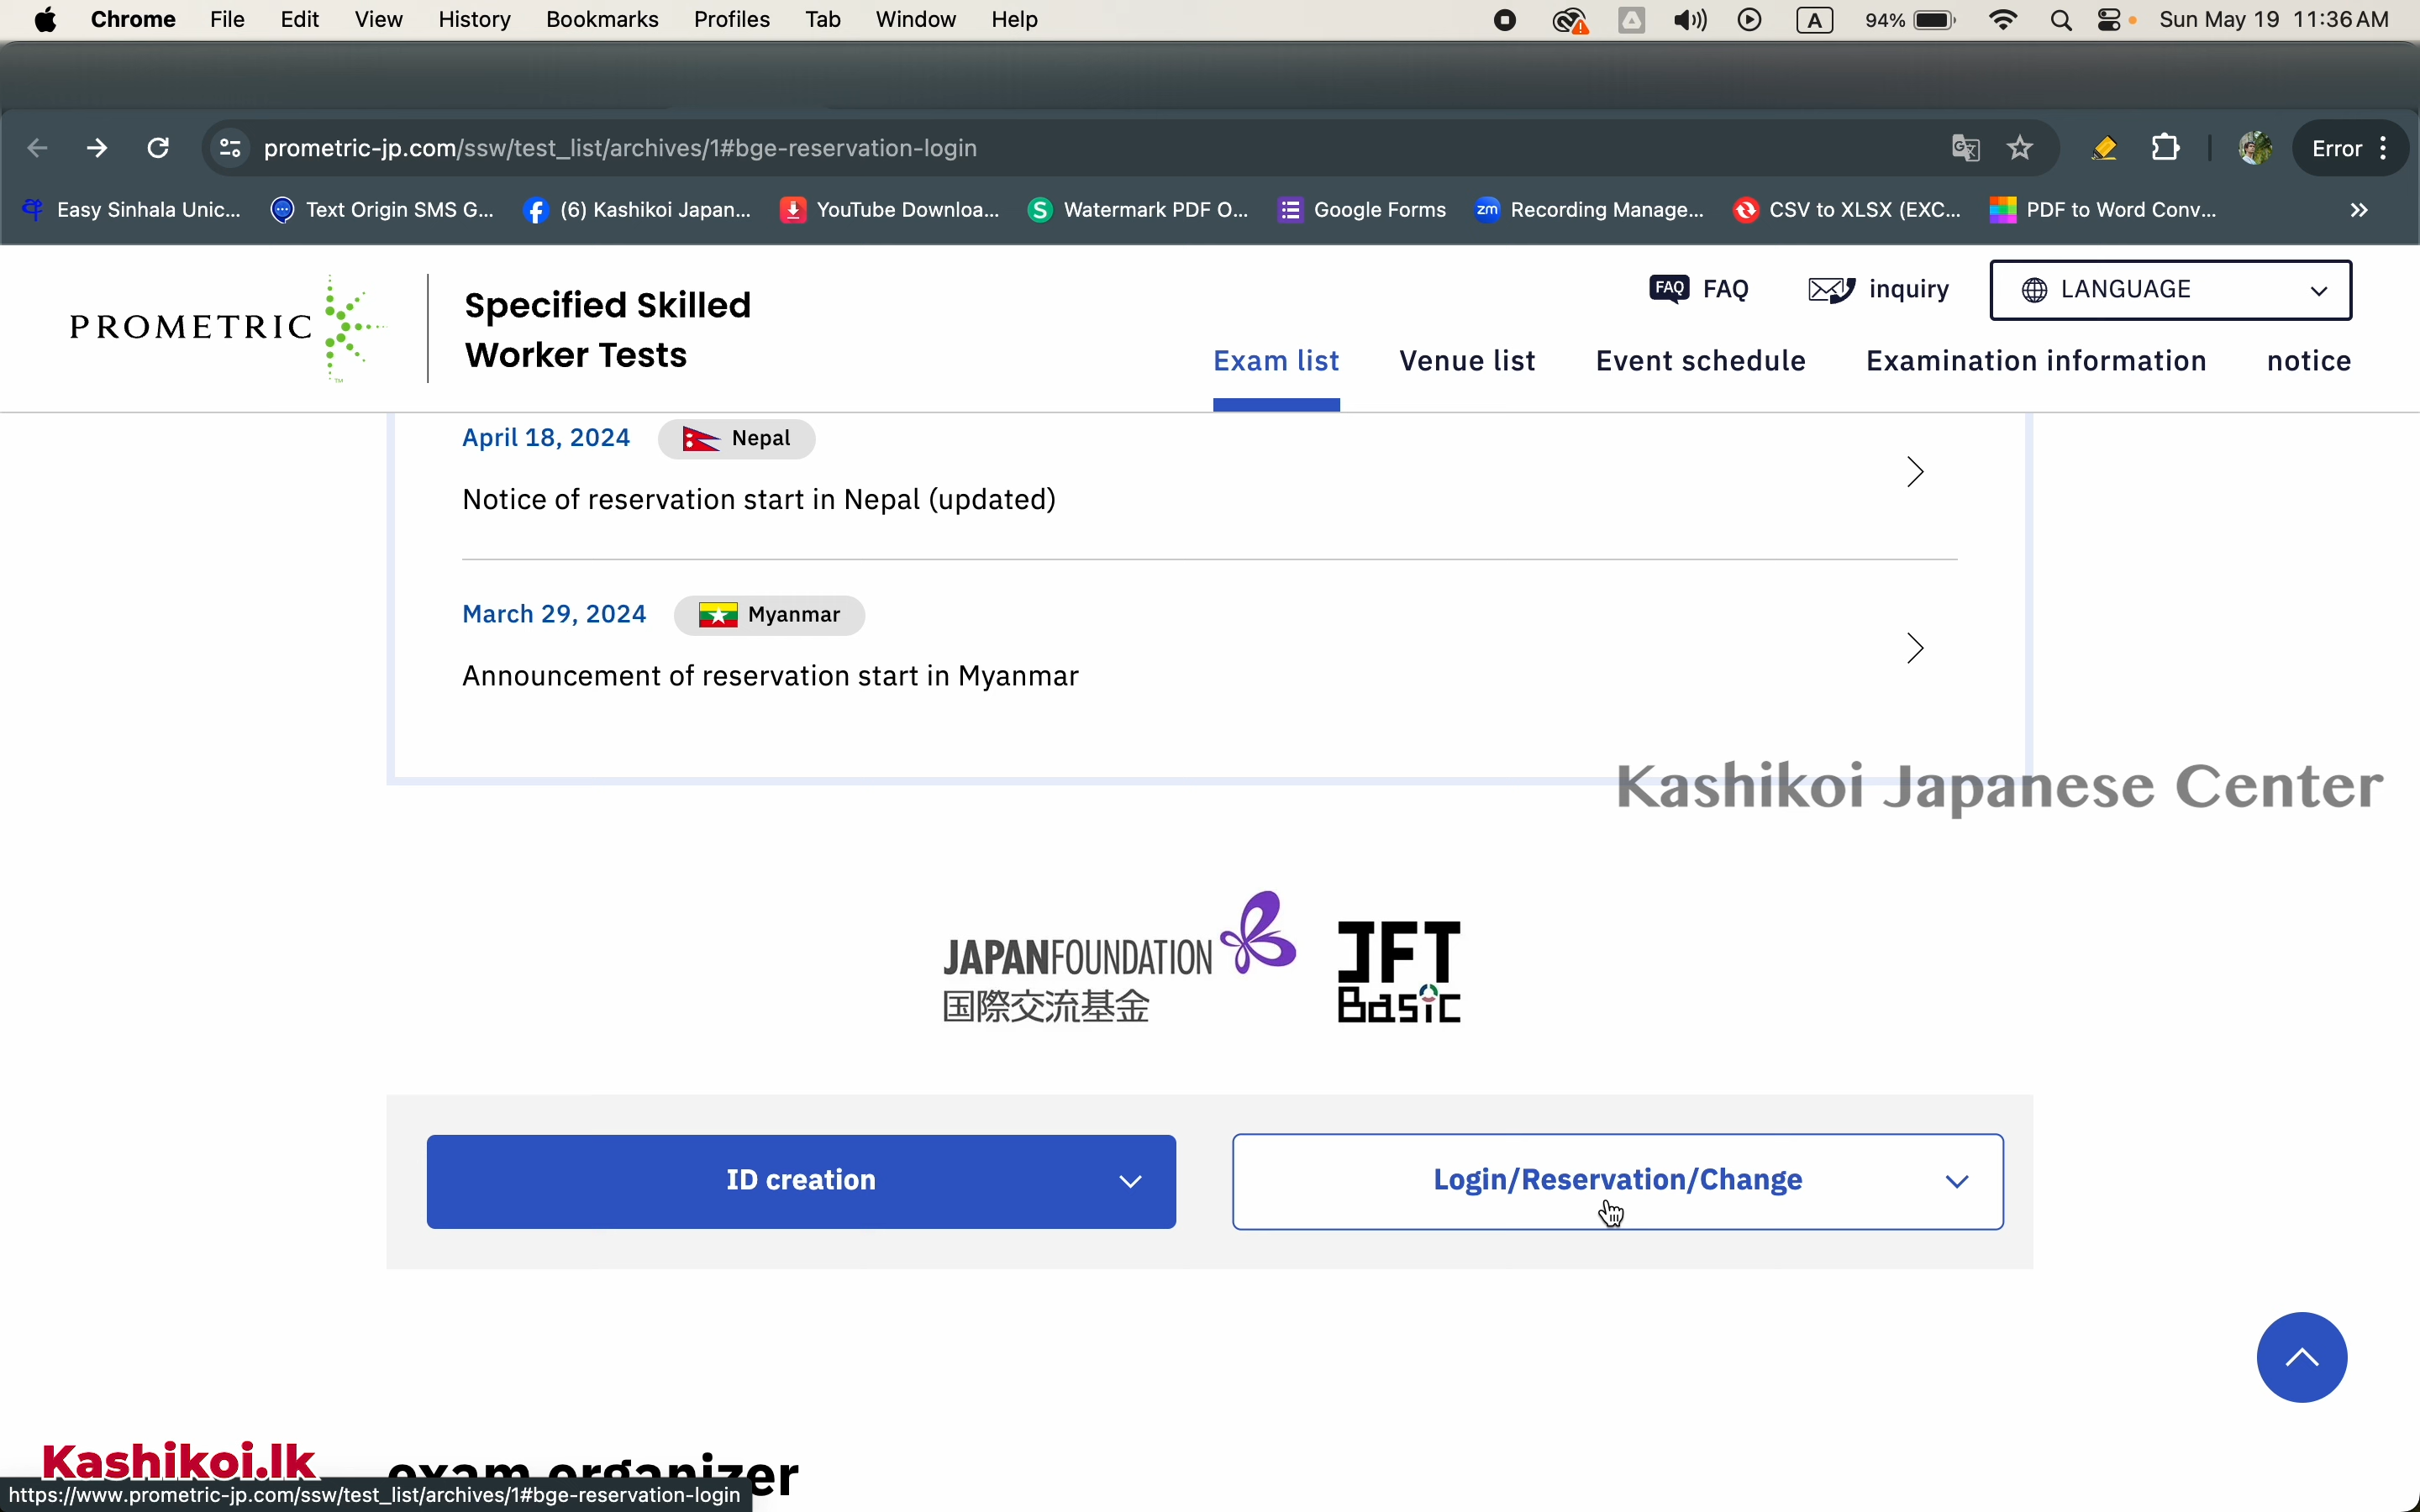 Chrome File Edit View History Bookmarks Profiles Tab Window Help A 94% Sun May 19 11:36 AM
prometric-jp.com/ssw/test_list/archives/1#bge-reservation-login Error
Easy Sinhala Unic... Text Origin SMS G... (6) Kashikoi Japan... YouTube Downloa... Watermark PDF O... Google Forms zm Recording Manage... CSV to XLSX (EXC... PDF to Word Conv...
PROMETRIC TM
Specified Skilled
Worker Tests
FAQ FAQ inquiry LANGUAGE
Exam list Venue list Event schedule Examination information notice
April 18, 2024 Nepal
Notice of reservation start in Nepal (updated)
March 29, 2024 Myanmar
Announcement of reservation start in Myanmar
Kashikoi Japanese Center
JAPANFOUNDATION
国際交流基金
JFT
Basic
ID creation Login/Reservation/Change
exam organizer
Kashikoi.lk
https://www.prometric-jp.com/ssw/test_list/archives/1#bge-reservation-login